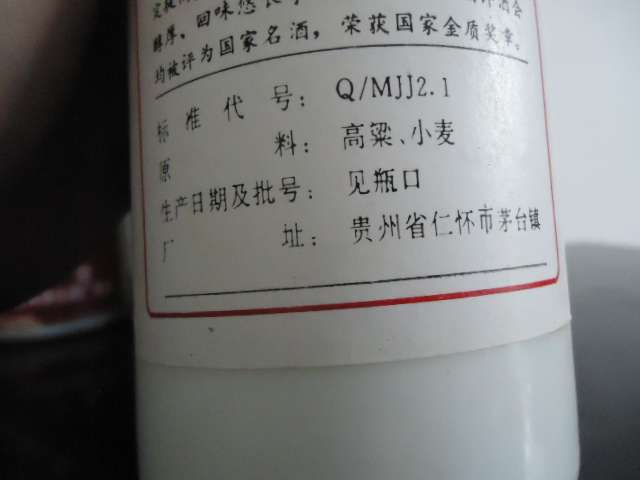 醇厚。回味悠长
均被评为国家名酒，荣获国家金质奖章。
标准代号：Q/MJJ2.1
原料：高粱、小麦
生产日期及批号：见瓶口
厂址：贵州省仁怀市茅台镇